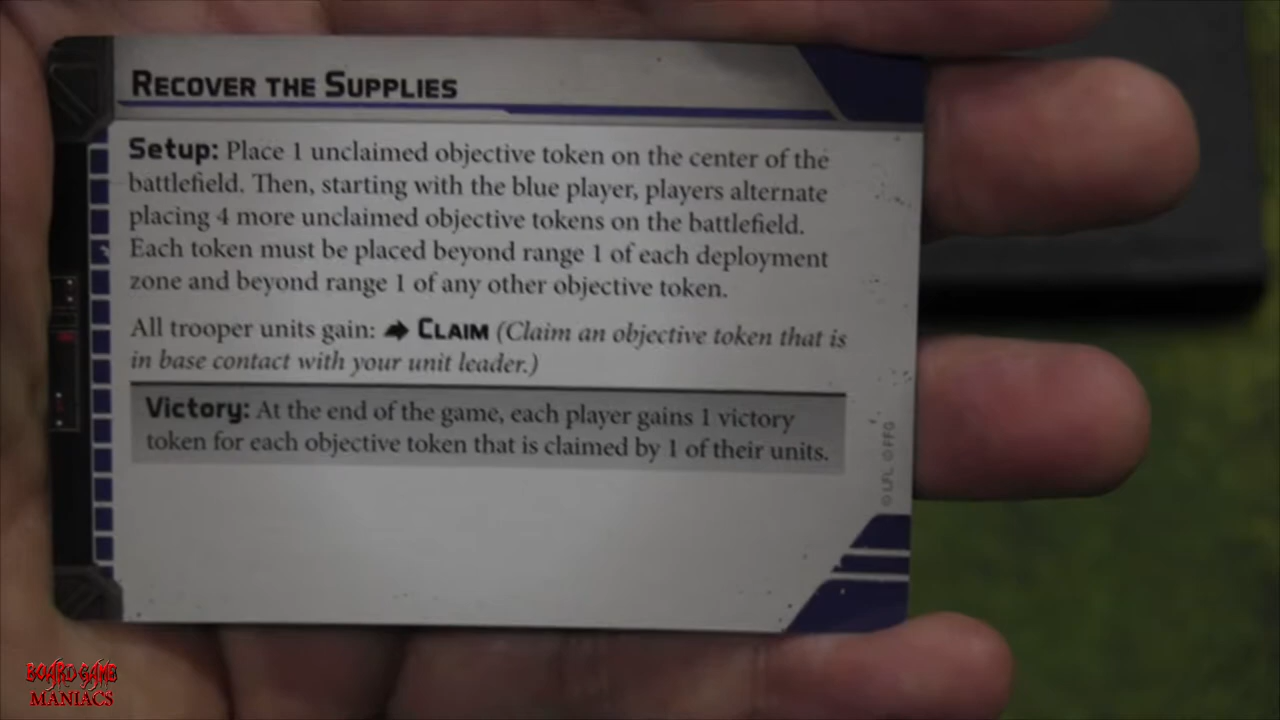 RECOVER THE SUPPLIES
Setup: Place 1 unclaimed objective token on the center of the
battlefield. Then, starting with the blue player, players alternate
placing 4 more unclaimed objective tokens on the battlefield.
Each token must be placed beyond range 1 of each deployment
zone and beyond range 1 of any other objective token.
All trooper units gain: CLAIM (Claim an objective token that is
in base contact with your unit leader.)
Victory: At the end of the game, each player gains 1 victory
token for each objective token that is claimed by 1 of their units.
© LFL © FFG
BOARD GAME
MANIACS